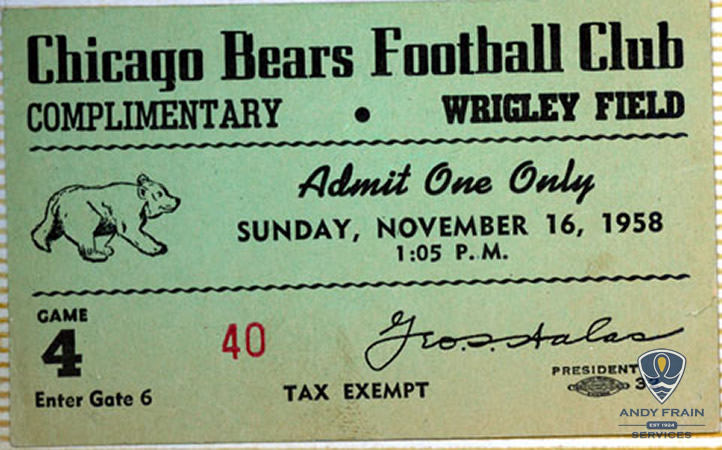 Chicago Bears Football Club
COMPLIMENTARY • WRIGLEY FIELD
Admit One Only
SUNDAY, NOVEMBER 16, 1958
1:05 P. M.
GAME
4
Enter Gate 6
40
TAX EXEMPT
Geo. S. Halas
PRESIDENT
3
ANDY FRAIN
EST 1924
SERVICES